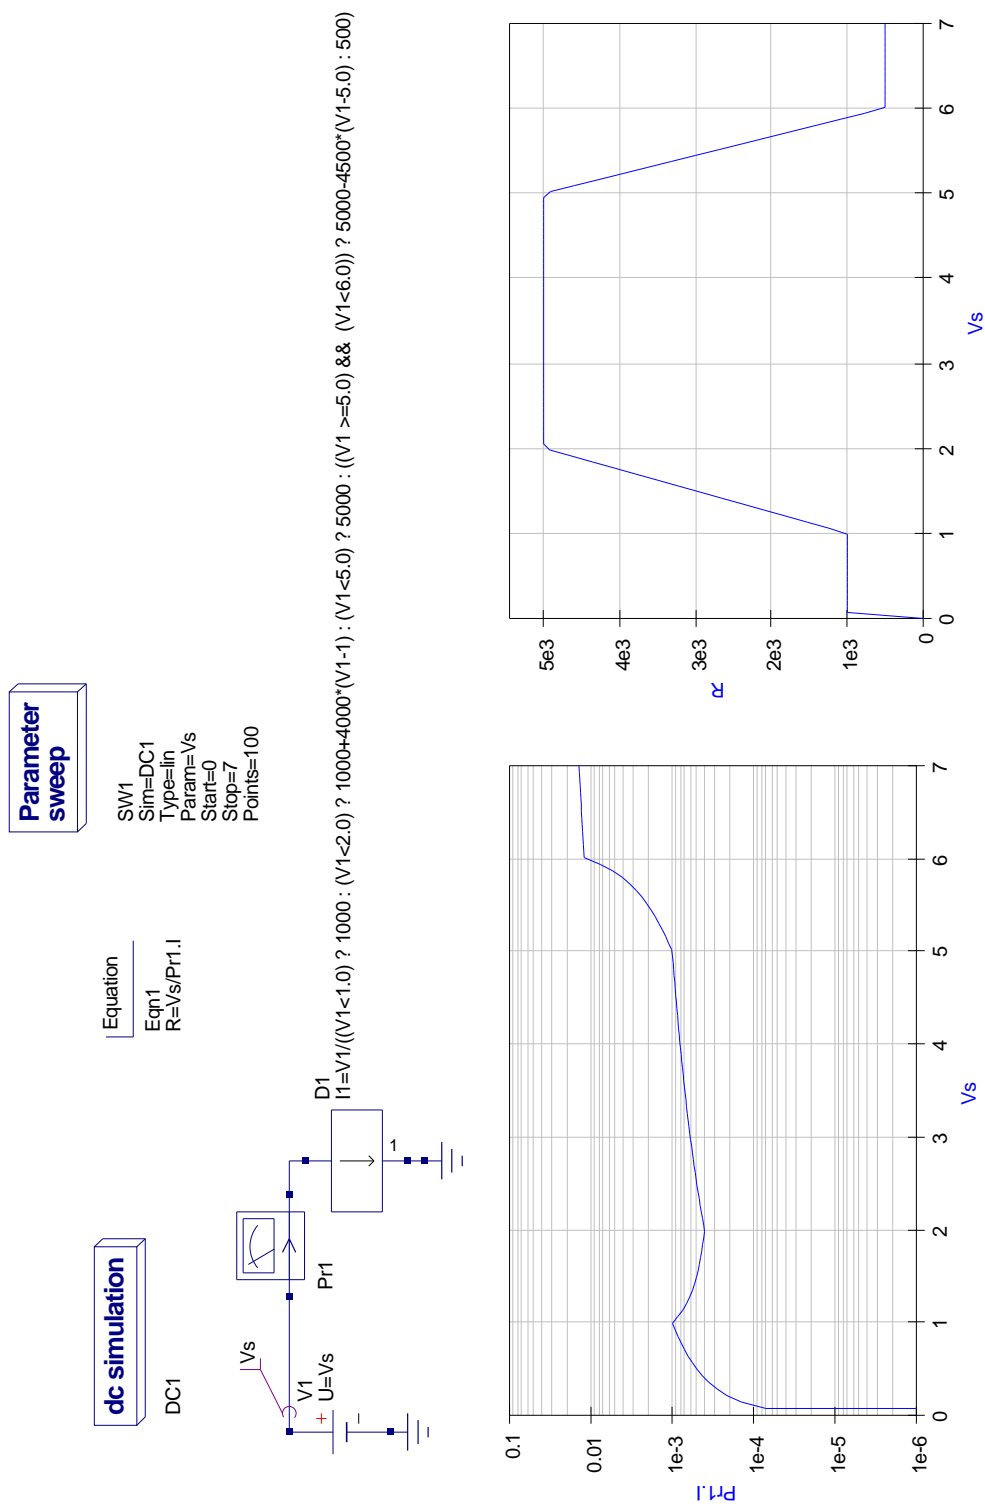 dc simulation
DC1
Equation
Eqn1
R=Vs/Pr1.I
Parameter
sweep
SW1
Sim=DC1
Type=lin
Param=Vs
Start=0
Stop=7
Points=100
Vs
V1
U=Vs
+
−
Pr1
D1
I1=V1/((V1<1.0) ? 1000 : (V1<2.0) ? 1000+4000*(V1-1) : (V1<5.0) ? 5000 : ((V1 >=5.0) && (V1<6.0)) ? 5000-4500*(V1-5.0) : 500)
1
0.1
0.01
1e-3
1e-4
1e-5
1e-6
Pr1.I
0 1 2 3 4 5 6 7
Vs
5e3
4e3
3e3
2e3
1e3
0
R
0 1 2 3 4 5 6 7
Vs